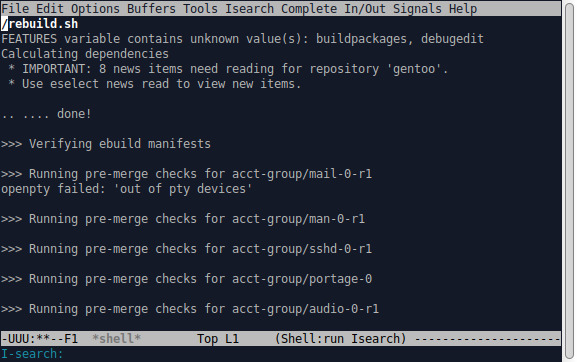 File Edit Options Buffers Tools Isearch Complete In/Out Signals Help
/rebuild.sh
FEATURES variable contains unknown value(s): buildpackages, debugedit
Calculating dependencies
 * IMPORTANT: 8 news items need reading for repository 'gentoo'.
 * Use eselect news read to view new items.
.. .... done!
>>> Verifying ebuild manifests
>>> Running pre-merge checks for acct-group/mail-0-r1
openpty failed: 'out of pty devices'
>>> Running pre-merge checks for acct-group/man-0-r1
>>> Running pre-merge checks for acct-group/sshd-0-r1
>>> Running pre-merge checks for acct-group/portage-0
>>> Running pre-merge checks for acct-group/audio-0-r1
-UUU:**--F1  *shell*        Top L1     (Shell:run Isearch) ---------------------
I-search: